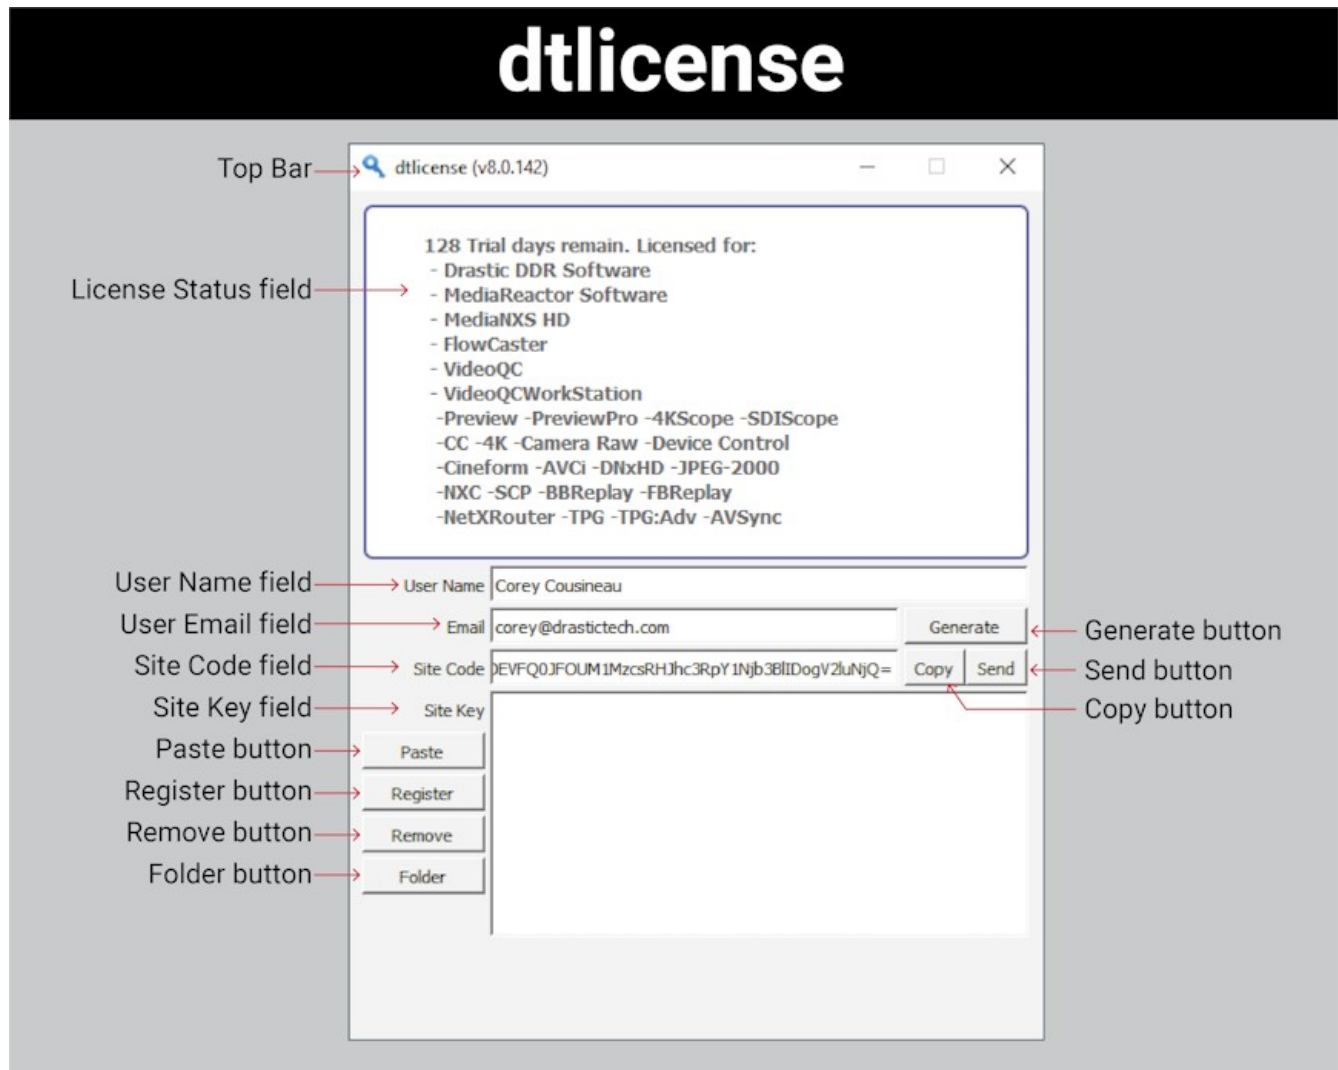 dtlicense
Top Bar
dtlicense (v8.0.142)
License Status field
128 Trial days remain. Licensed for:
- Drastic DDR Software
- MediaReactor Software
- MediaNXS HD
- FlowCaster
- VideoQC
- VideoQCWorkStation
-Preview -PreviewPro -4KScope -SDIScope
-CC -4K -Camera Raw -Device Control
-Cineform -AVCi -DNxHD -JPEG-2000
-NXC -SCP -BBReplay -FBReplay
-NetXRouter -TPG -TPG:Adv -AVSync
User Name field User Name Corey Cousineau
User Email field Email corey@drastictech.com Generate Generate button
Site Code field Site Code Copy Send Send button
Site Key field Site Key Copy button
Paste button Paste
Register button Register
Remove button Remove
Folder button Folder